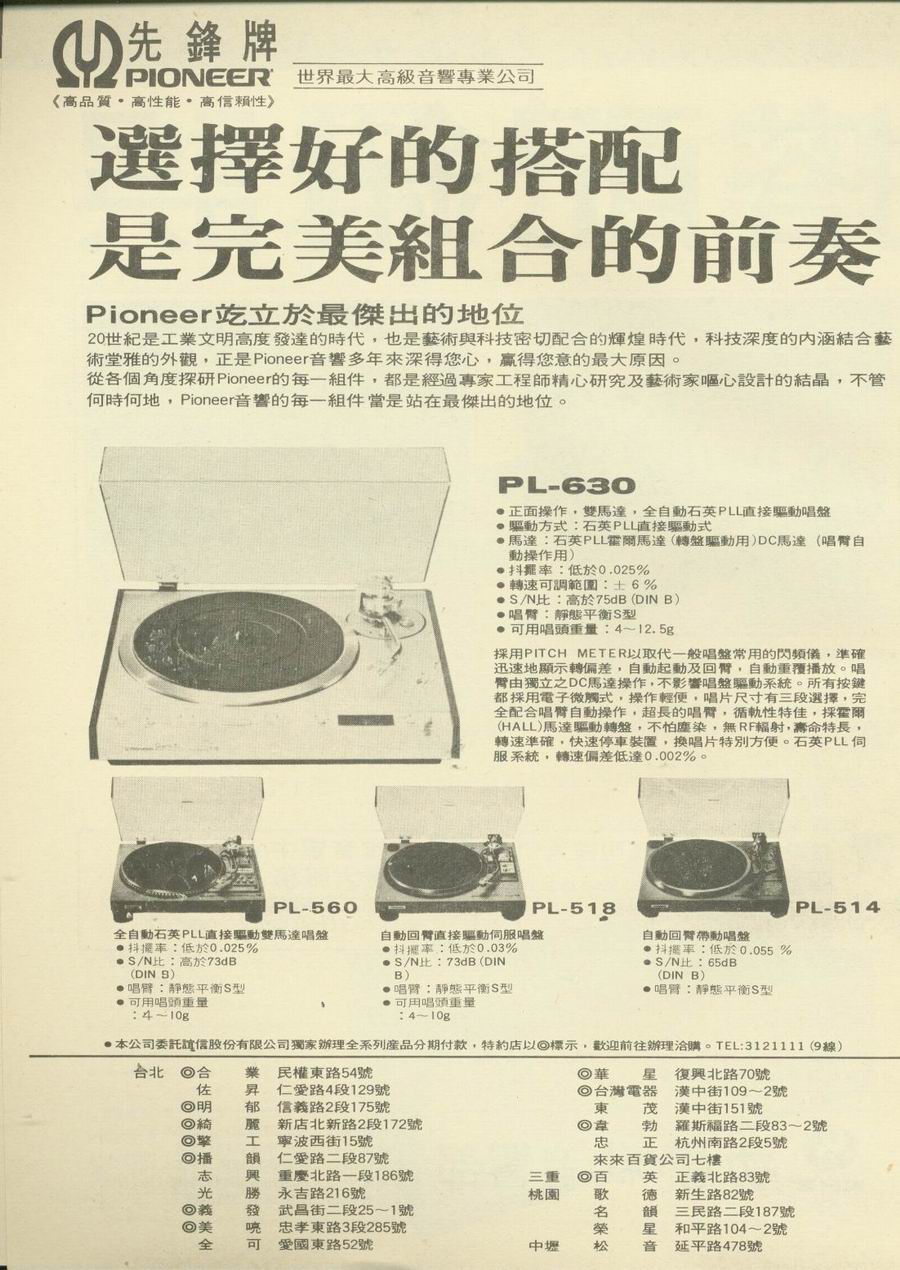 先鋒牌
PIONEER
世界最大高級音響專業公司
《高品質・高性能・高信賴性》
選擇好的搭配
是完美組合的前奏
Pioneer屹立於最傑出的地位
20世紀是工業文明高度發達的時代，也是藝術與科技密切配合的輝煌時代，科技深度的内涵結合藝
術堂雅的外觀，正是Pioneer音響多年來深得您心，贏得您意的最大原因。
從各個角度探研Pioneer的每一組件，都是經過專家工程師精心研究及藝術家嘔心設計的結晶，不管
何時何地，Pioneer音響的每一組件當是站在最傑出的地位。
PL-630
●正面操作，雙馬達，全自動石英PLL直接驅動唱盤
●驅動方式：石英PLL直接驅動式
●馬達：石英PLL霍爾馬達（轉盤驅動用）DC馬達（唱臂自
動操作用）
●抖擺率：低於0.025%
●轉速可調範圍：±6%
●S/N比：高於75dB(DIN B)
●唱臂：靜態平衡S型
●可用唱頭重量：4～12.5g
採用PITCH METER以取代一般唱盤常用的閃頻儀，準確
迅速地顯示轉偏差，自動起動及回臂，自動重覆播放。唱
臂由獨立之DC馬達操作，不影響唱盤驅動系統。所有按鍵
都採用電子微觸式，操作輕便，唱片尺寸有三段選擇，完
全配合唱臂自動操作，超長的唱臂，循軌性特佳，採霍爾
(HALL)馬達驅動轉盤，不怕塵染，無RF輻射，壽命特長，
轉速準確，快速停車裝置，換唱片特別方便。石英PLL伺
服系統，轉速偏差低達0.002%。
PL-560
全自動石英PLL直接驅動雙馬達唱盤
●抖擺率：低於0.025%
●S/N比：高於73dB
(DIN B)
●唱臂：靜態平衡S型
●可用唱頭重量
：4～10g
PL-518
自動回臂直接驅動伺服唱盤
●抖擺率：低於0.03%
●S/N比：73dB(DIN
B)
●唱臂：靜態平衡S型
●可用唱頭重量
：4～10g
PL-514
自動回臂帶動唱盤
●抖擺率：低於0.055 %
●S/N比：65dB
(DIN B)
●唱臂：靜態平衡S型
●本公司委託誼信股份有限公司獨家辦理全系列産品分期付款，特約店以◎標示，歡迎前往辦理洽購。TEL:3121111(9線)
台北 ◎合 業 民權東路54號
佐 昇 仁愛路4段129號
◎明 郁 信義路2段175號
◎綺 麗 新店北新路2段172號
◎擎 工 寧波西街15號
◎播 韻 仁愛路二段87號
志 興 重慶北路一段186號
光 勝 永吉路216號
◎義 發 武昌街二段25～1號
◎美 嘵 忠孝東路3段285號
全 可 愛國東路52號
◎華 星 復興北路70號
◎台灣電器 漢中街109～2號
東 茂 漢中街151號
◎韋 勃 羅斯福路二段83～2號
忠 正 杭州南路2段5號
來來百貨公司七樓
三重 ◎百 英 正義北路83號
桃園 歌 德 新生路82號
名 韻 三民路二段187號
榮 星 和平路104～2號
中壢 松 音 延平路478號